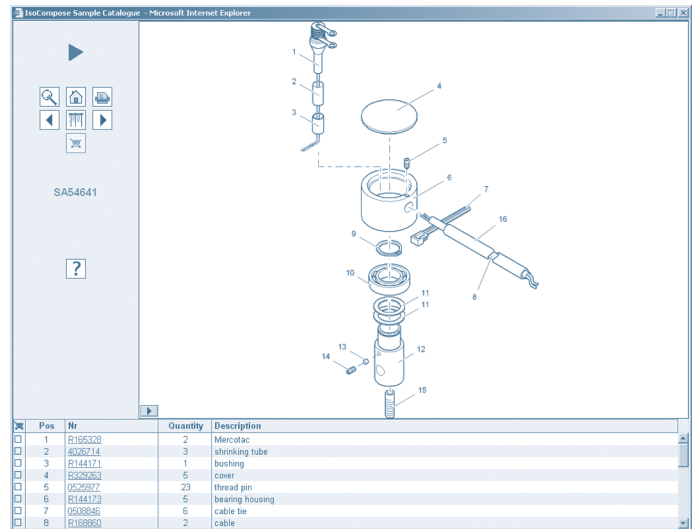 IsoCompose Sample Catalogue - Microsoft Internet Explorer
SA54641
?
1
2
3
4
5
6
7
16
8
9
10
11
11
12
13
14
15
Pos Nr Quantity Description
1 R165328 2 Mercotac
2 4026714 3 shrinking tube
3 R144171 1 bushing
4 R329263 5 cover
5 0525977 23 thread pin
6 R144173 5 bearing housing
7 0508846 6 cable tie
8 R168860 2 cable